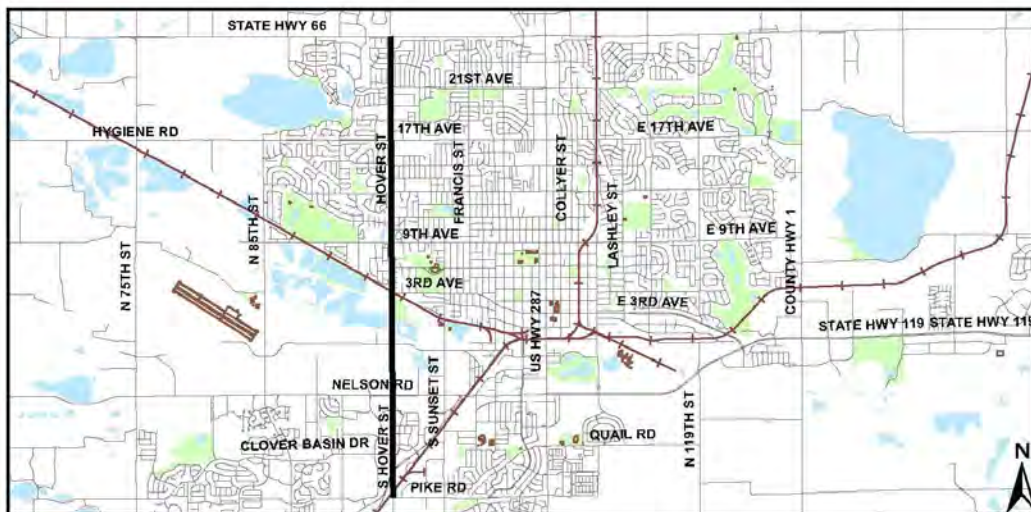 STATE HWY 66
21ST AVE
HYGIENE RD
17TH AVE
E 17TH AVE
HOVER ST
FRANCIS ST
COLLYER ST
LASHLEY ST
N 85TH ST
N 75TH ST
9TH AVE
E 9TH AVE
COUNTY HWY 1
3RD AVE
E 3RD AVE
US HWY 287
STATE HWY 119 STATE HWY 119
NELSON RD
S SUNSET ST
CLOVER BASIN DR
S HOVER ST
QUAIL RD
N 119TH ST
PIKE RD
N